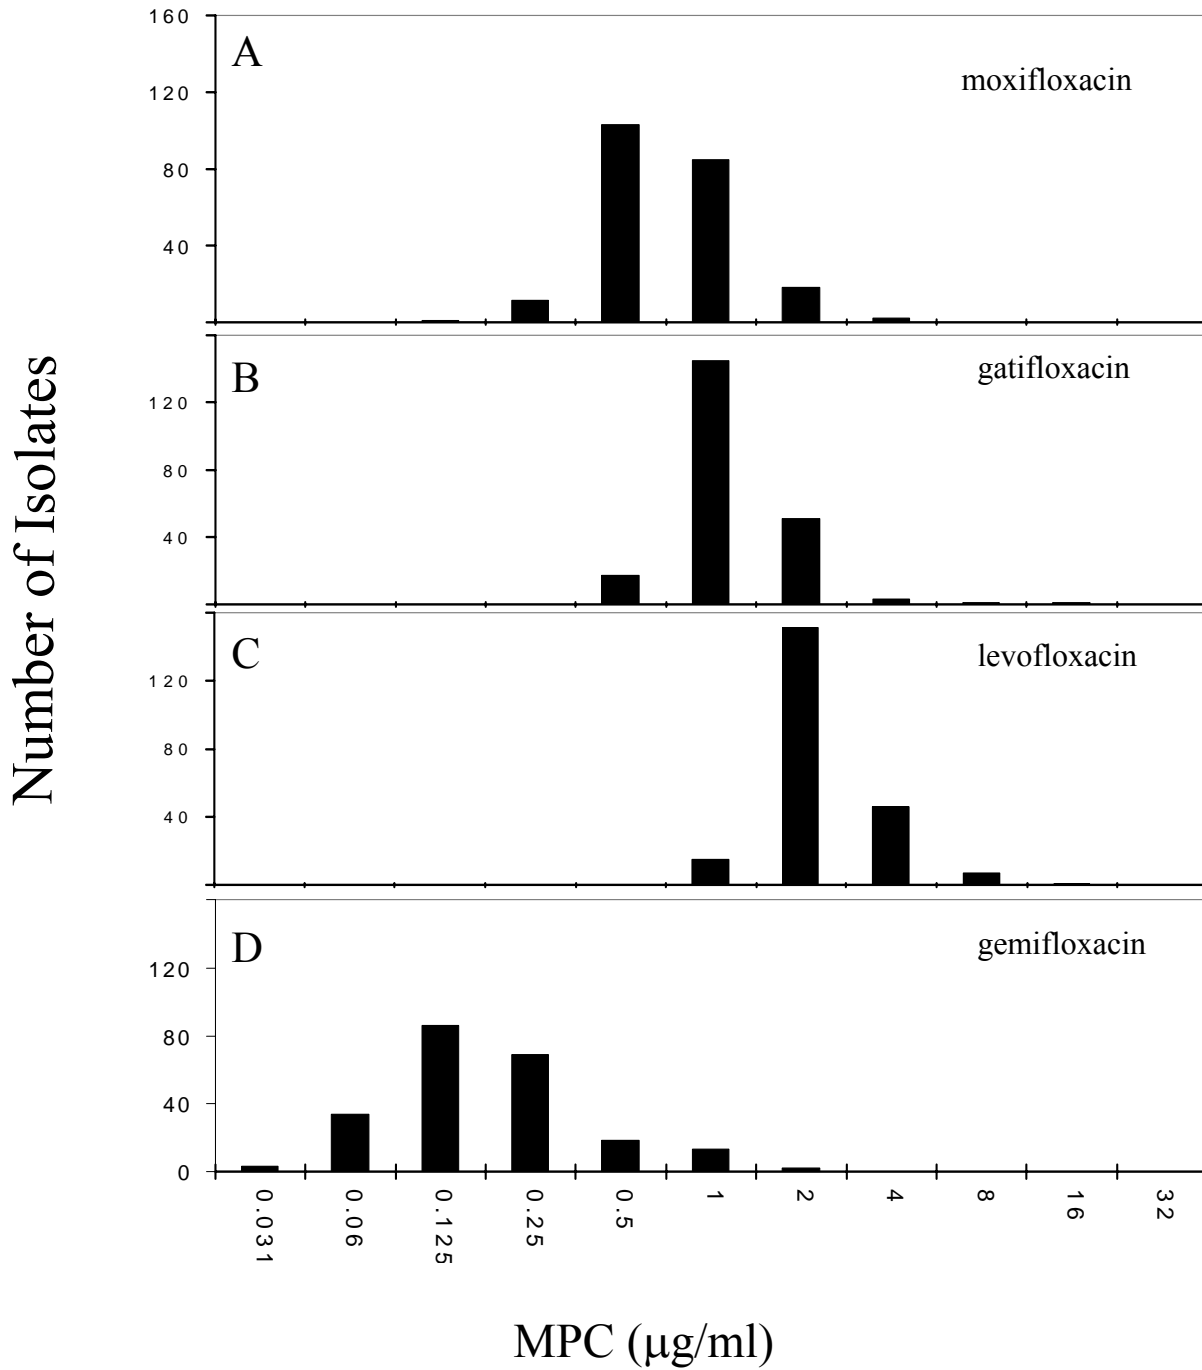 160
A
moxifloxacin
120
80
40
B
gatifloxacin
120
80
40
C
levofloxacin
120
80
40
D
gemifloxacin
120
80
40
0
0.031 0.06 0.125 0.25 0.5 1 2 4 8 16 32
Number of Isolates
MPC (μg/ml)